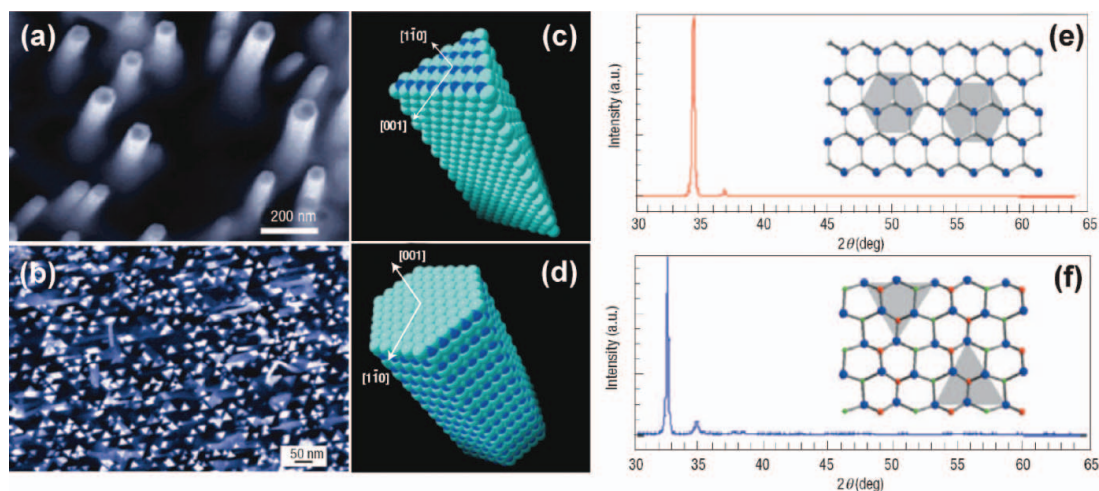 (a)
200 nm
(b)
50 nm
(c)
[11̄0]
[001]
(d)
[001]
[11̄0]
(e)
Intensity (a.u.)
30 35 40 45 50 55 60 65
2θ(deg)
(f)
Intensity (a.u.)
30 35 40 45 50 55 60 65
2θ(deg)